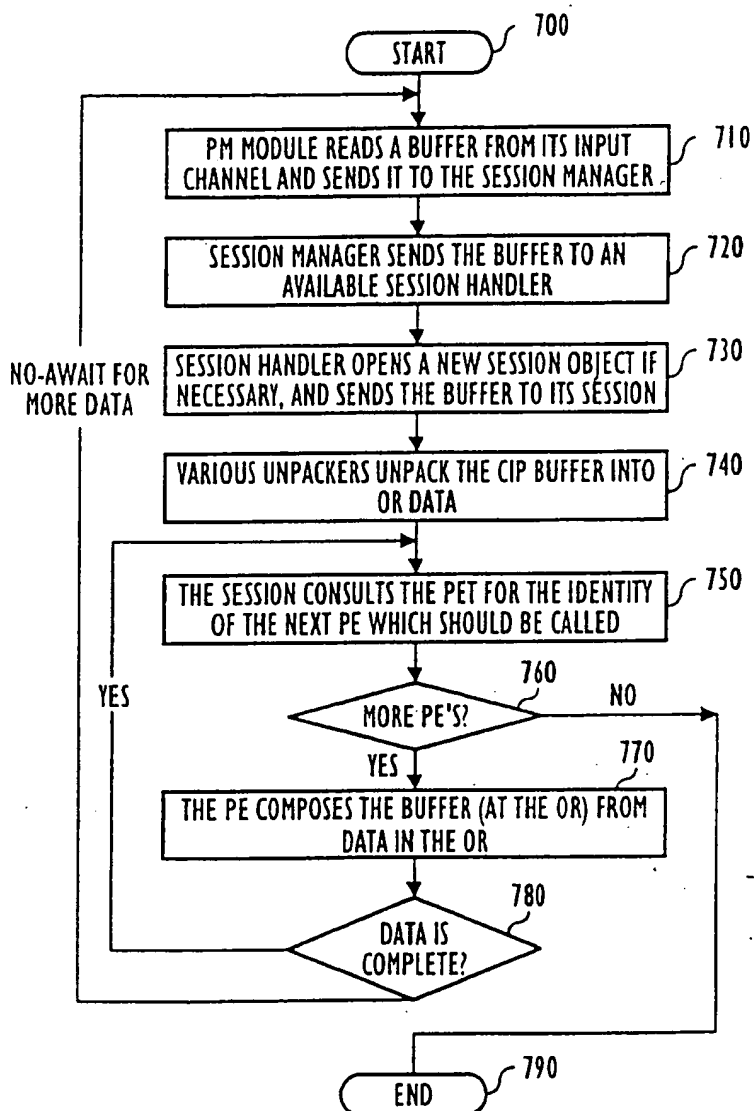 START
700
PM MODULE READS A BUFFER FROM ITS INPUT
CHANNEL AND SENDS IT TO THE SESSION MANAGER
710
SESSION MANAGER SENDS THE BUFFER TO AN
AVAILABLE SESSION HANDLER
720
NO-AWAIT FOR
MORE DATA
SESSION HANDLER OPENS A NEW SESSION OBJECT IF
NECESSARY, AND SENDS THE BUFFER TO ITS SESSION
730
VARIOUS UNPACKERS UNPACK THE CIP BUFFER INTO
OR DATA
740
THE SESSION CONSULTS THE PET FOR THE IDENTITY
OF THE NEXT PE WHICH SHOULD BE CALLED
750
YES
MORE PE'S?
760
NO
YES
770
THE PE COMPOSES THE BUFFER (AT THE OR) FROM
DATA IN THE OR
DATA IS
COMPLETE?
780
END
790